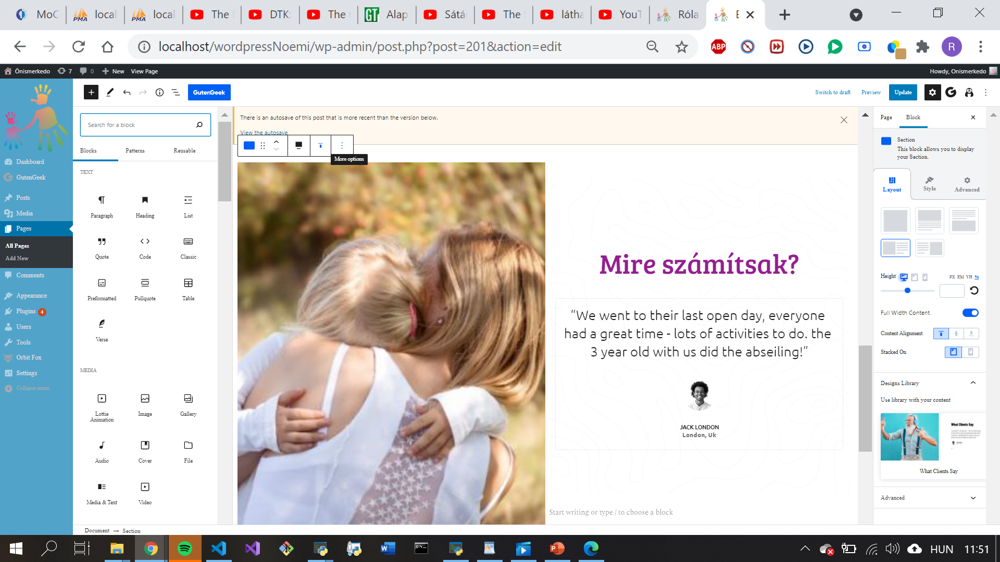 MoC
local
local
The
DTK:
The
Alap
Sátá
The
látha
YouT
Róla
localhost/wordpressNoemi/wp-admin/post.php?post=201&action=edit
ABP
R
Önismerkedo
7
0
New
View Page
Howdy, Onismerkedo
GutenGeek
Switch to draft
Preview
Update
Search for a block
Blocks
Patterns
Reusable
TEXT
Paragraph
Heading
List
Quote
Code
Classic
Preformatted
Pullquote
Table
Verse
MEDIA
Lottie
Animation
Image
Gallery
Audio
Cover
File
Media & Text
Video
Dashboard
GutenGeek
Posts
Media
Pages
All Pages
Add New
Comments
Appearance
Plugins 4
Users
Tools
Orbit Fox
Settings
Collapse menu
There is an autosave of this post that is more recent than the version below.
View the autosave
More options
Mire számítsak?
“We went to their last open day, everyone
had a great time - lots of activities to do. the
3 year old with us did the abseiling!”
JACK LONDON
London, Uk
Start writing or type / to choose a block
Page
Block
Section
This block allows you to display
your Section.
Layout
Style
Advanced
Height
PX EM VH %
Full Width Content
Content Alignment
Stacked On
Designs Library
Use library with your content
What Clients Say
What Clients Say
Advanced
Document → Section
HUN
11:51